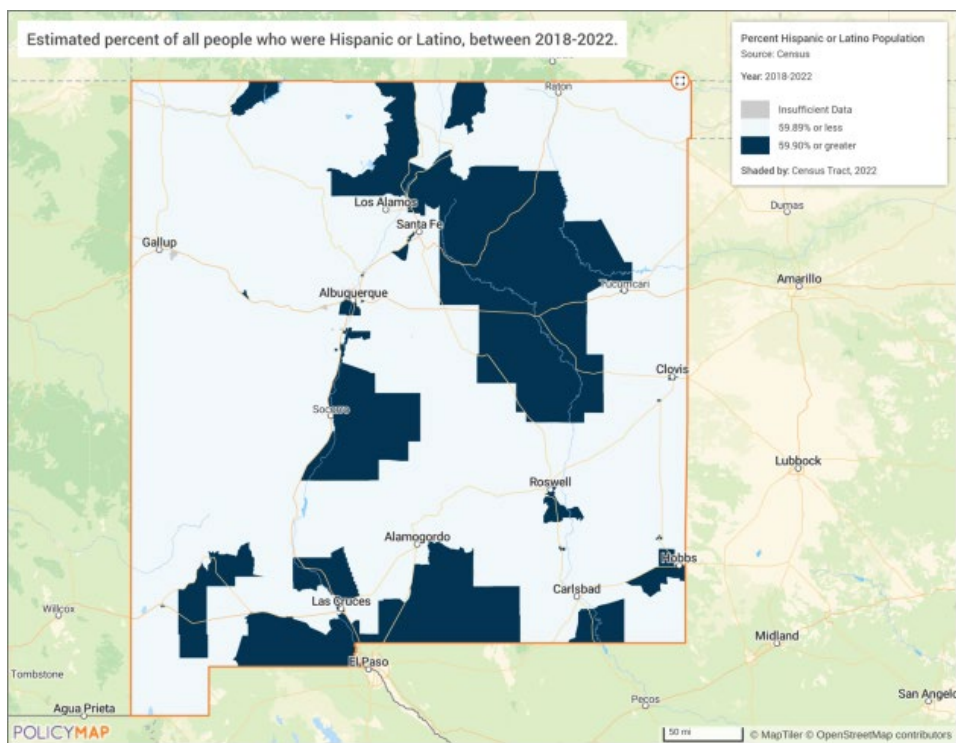 Estimated percent of all people who were Hispanic or Latino, between 2018-2022.
Percent Hispanic or Latino Population
Source: Census
Year: 2018-2022
Insufficient Data
59.89% or less
59.90% or greater
Shaded by: Census Tract, 2022
Raton
Los Alamos
Santa Fe
Dumas
Gallup
Amarillo
Tucumcari
Albuquerque
Clovis
Socorro
Lubbock
Roswell
Alamogordo
Hobbs
Carlsbad
Las Cruces
Willcox
Midland
El Paso
Tombstone
Pecos
San Angelo
Agua Prieta
POLICYMAP
50 mi
© MapTiler © OpenStreetMap contributors